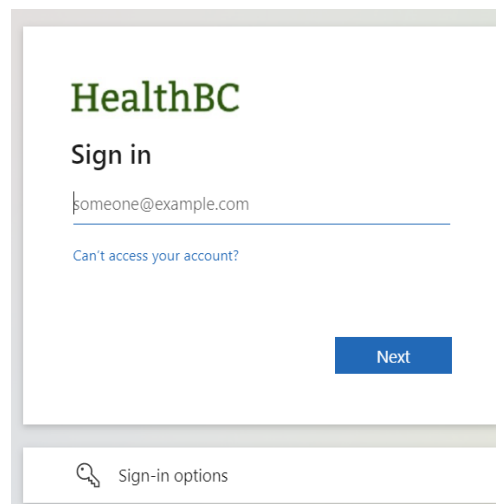 HealthBC
Sign in
someone@example.com
Can't access your account?
Next
Sign-in options